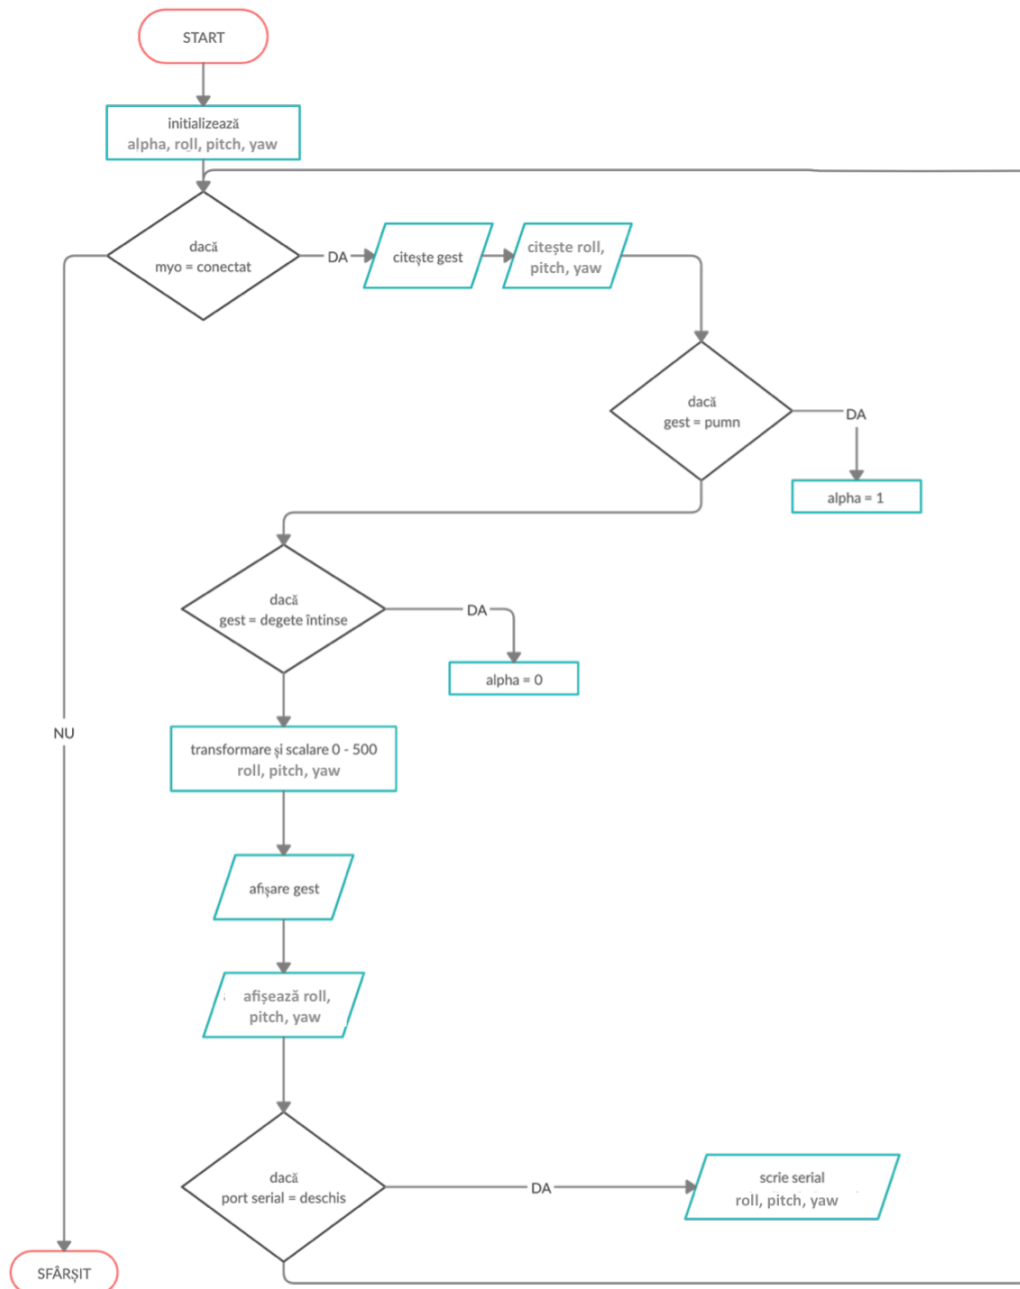 START
initializează
alpha, roll, pitch, yaw
dacă
myo = conectat
DA
citește gest
citește roll,
pitch, yaw
dacă
gest = pumn
DA
alpha = 1
dacă
gest = degete întinse
DA
alpha = 0
NU
transformare și scalare 0 - 500
roll, pitch, yaw
afișare gest
afișează roll,
pitch, yaw
dacă
port serial = deschis
DA
scrie serial
roll, pitch, yaw
SFÂRȘIT